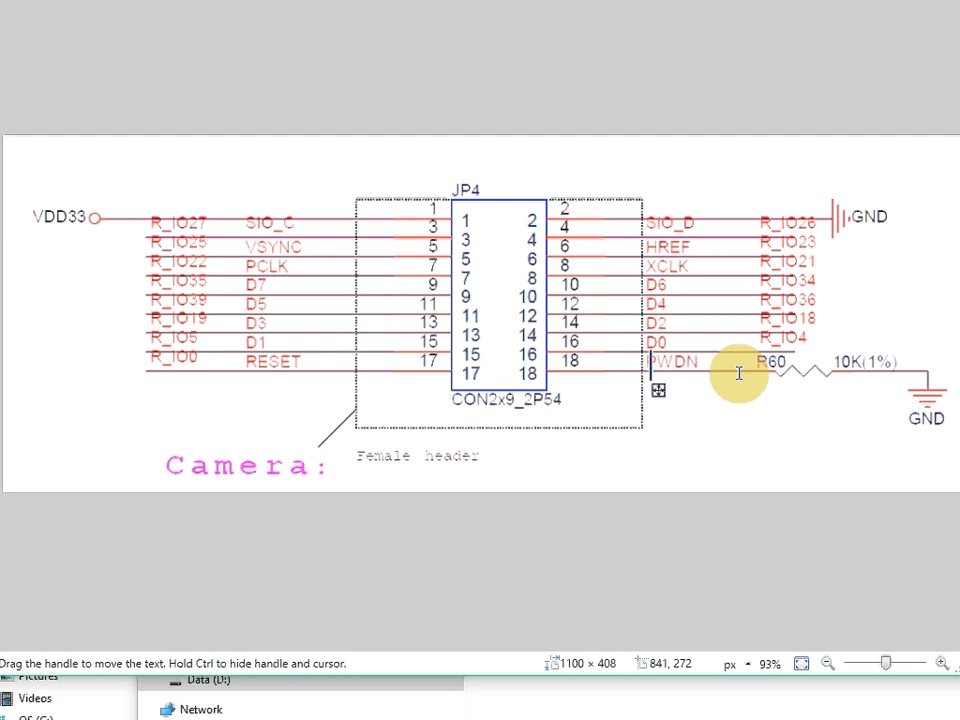 JP4
VDD33 1 2 GND
R_IO27 SIO_C 3 1 2 4 SIO_D R_IO26
R_IO25 VSYNC 5 3 4 6 HREF R_IO23
R_IO22 PCLK 7 5 6 8 XCLK R_IO21
R_IO35 D7 9 7 8 10 D6 R_IO34
R_IO39 D5 11 9 10 12 D4 R_IO36
R_IO19 D3 13 11 12 14 D2 R_IO18
R_IO5 D1 15 13 14 16 D0 R_IO4
R_IO0 RESET 17 15 16 18 PWDN R60 10K(1%)
17 18
CON2x9_2P54
GND
Camera:
Female header
Drag the handle to move the text. Hold Ctrl to hide handle and cursor.
1100 × 408
841, 272
px
93%
Pictures
Data (D:)
Videos
Network
OS (C:)